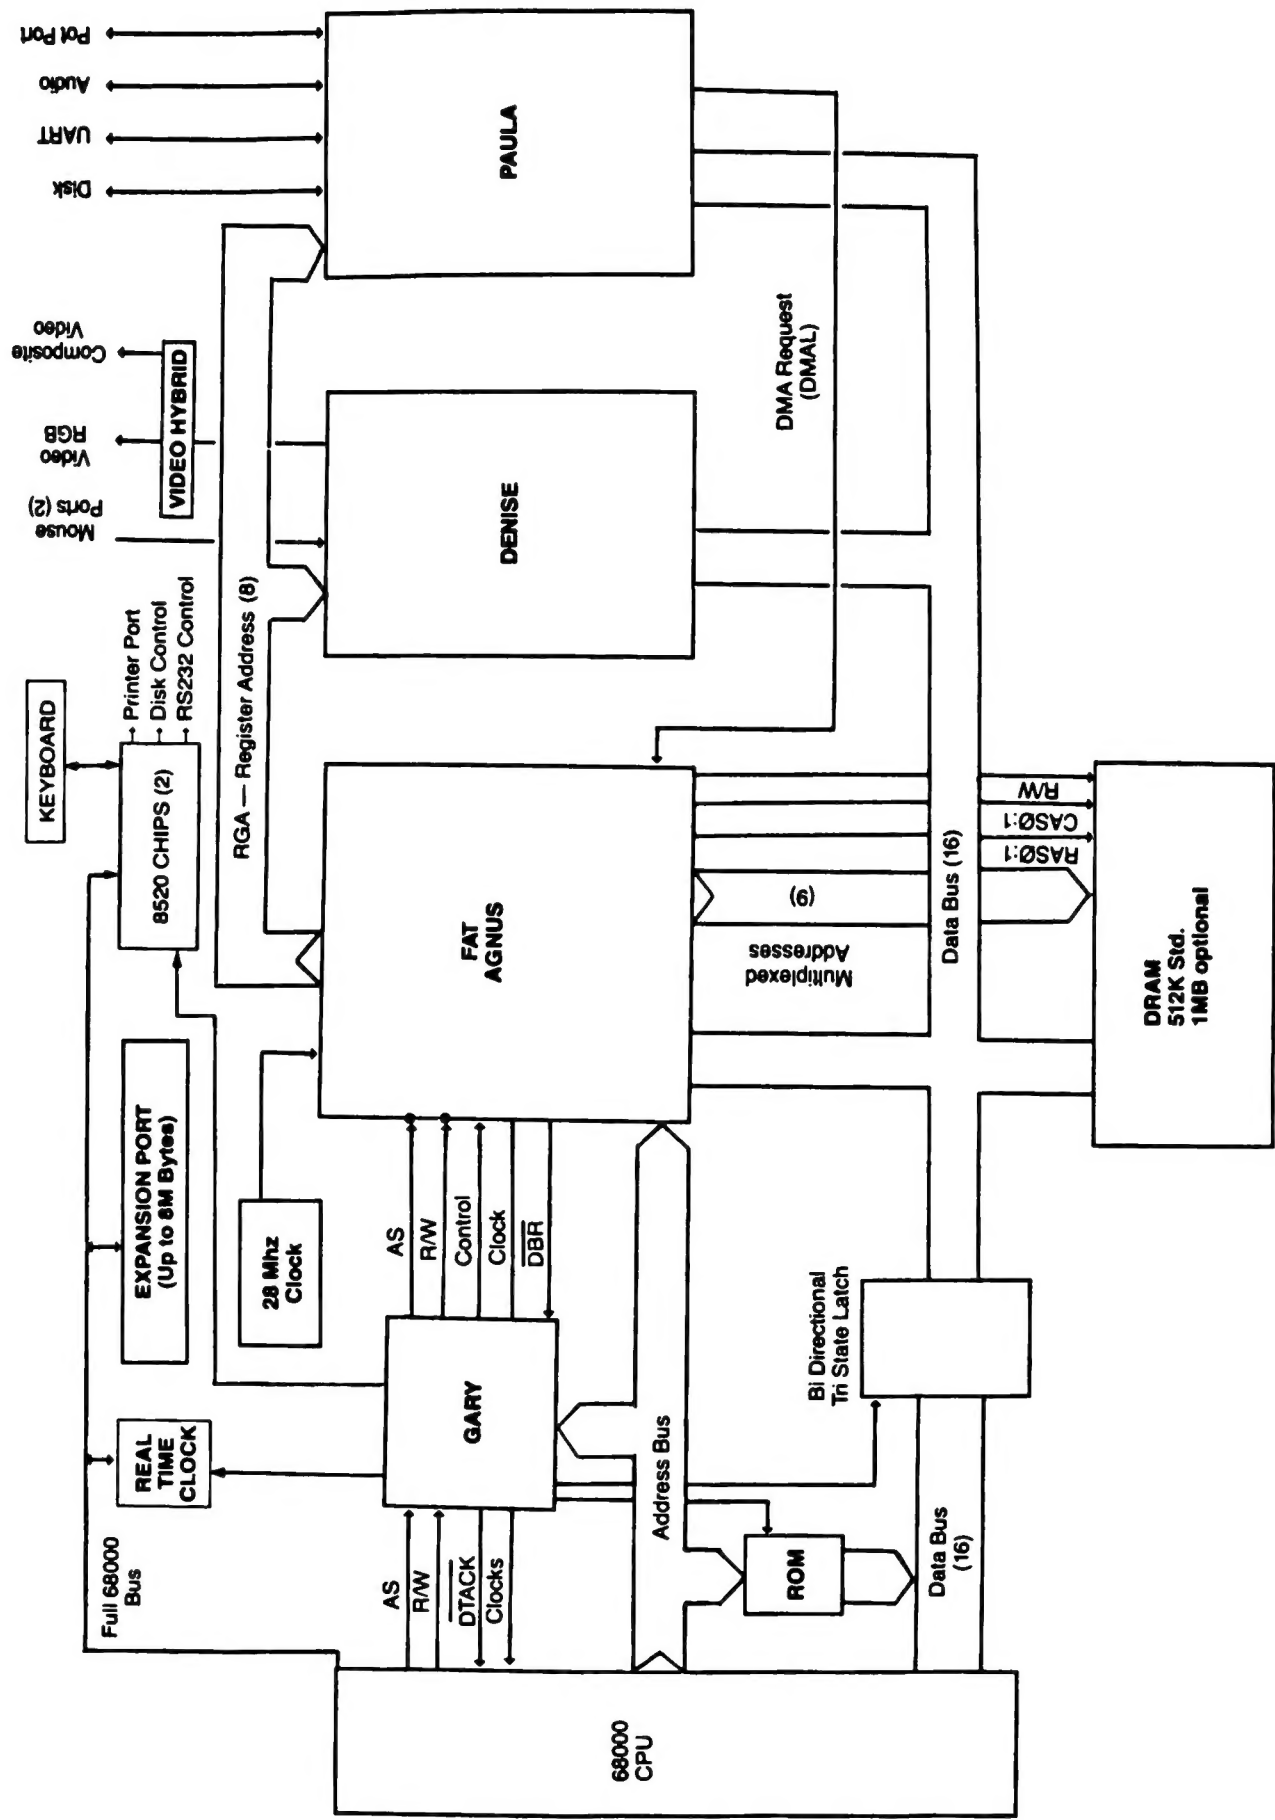 Full 68000
Bus
68000
CPU
AS
R/W
DTACK
Clocks
REAL
TIME
CLOCK
EXPANSION PORT
(Up to 8M Bytes)
28 Mhz
Clock
GARY
AS
R/W
Control
Clock
DBR
Address Bus
ROM
Data Bus
(16)
Bi Directional
Tri State Latch
KEYBOARD
8520 CHIPS (2)
Printer Port
Disk Control
RS232 Control
RGA — Register Address (8)
FAT
AGNUS
Multiplexed
Addresses
(9)
RASØ:1
CASØ:1
R/W
Data Bus (16)
DRAM
512K Std.
1MB optional
Mouse
Ports (2)
Video
RGB
Composite
Video
VIDEO HYBRID
DENISE
DMA Request
(DMAL)
Disk
UART
Audio
Pot Port
PAULA